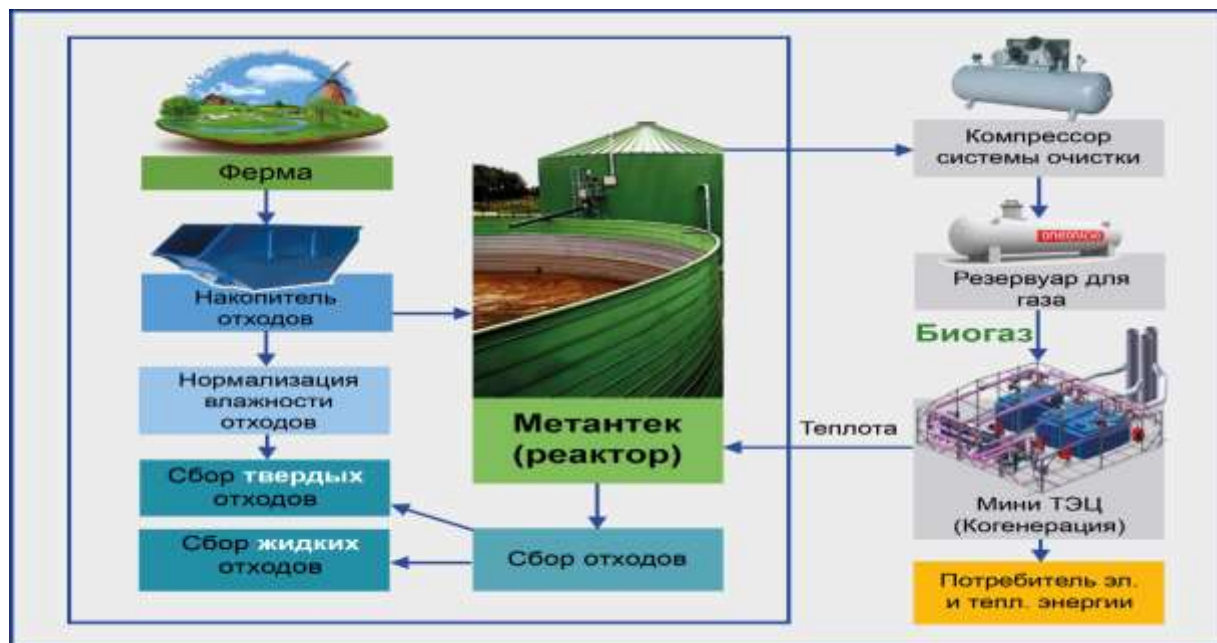 Ферма
Накопитель
отходов
Нормализация
влажности
отходов
Сбор твердых
отходов
Сбор жидких
отходов
Метантек
(реактор)
Сбор отходов
Компрессор
системы очистки
ОГНЕОПАСНО
Резервуар для
газа
Биогаз
Теплота
Мини ТЭЦ
(Когенерация)
Потребитель эл.
и тепл. энергии